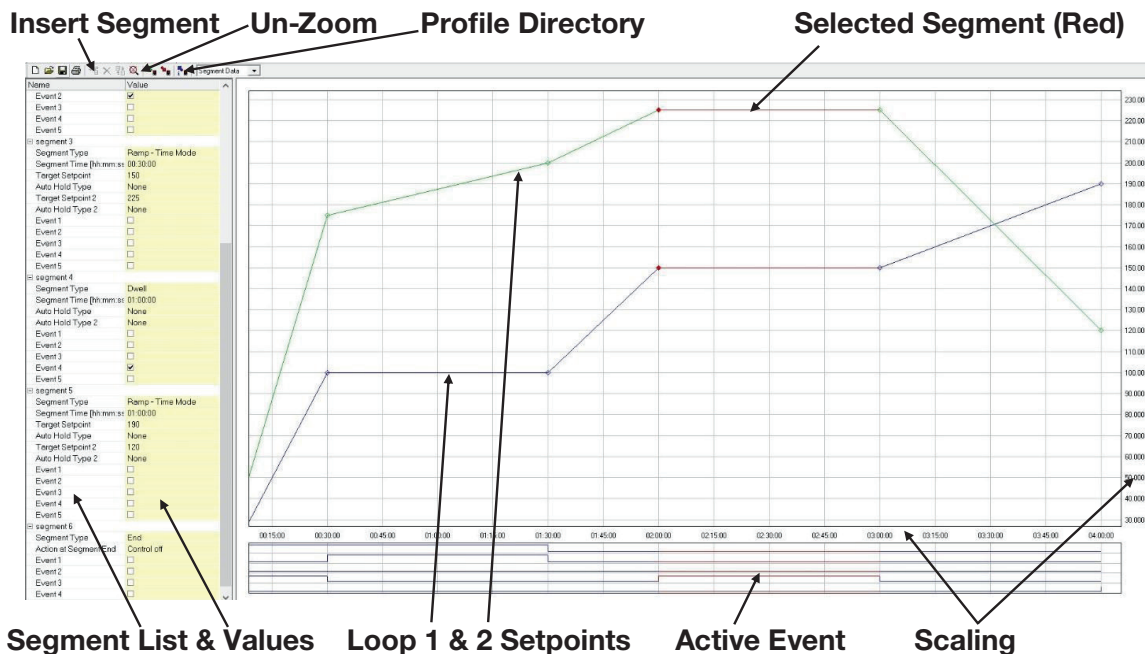 Insert Segment Un-Zoom Profile Directory Selected Segment (Red)
Segment Data
Name Value
Event 2
Event 3
Event 4
Event 5
segment 3
Segment Type Ramp - Time Mode
Segment Time [hh:mm:ss 00:30:00
Target Setpoint 150
Auto Hold Type None
Target Setpoint 2 225
Auto Hold Type 2 None
Event 1
Event 2
Event 3
Event 4
Event 5
segment 4
Segment Type Dwell
Segment Time [hh:mm:ss 01:00:00
Auto Hold Type None
Auto Hold Type 2 None
Event 1
Event 2
Event 3
Event 4
Event 5
segment 5
Segment Type Ramp - Time Mode
Segment Time [hh:mm:ss 01:00:00
Target Setpoint 190
Auto Hold Type None
Target Setpoint 2 120
Auto Hold Type 2 None
Event 1
Event 2
Event 3
Event 4
Event 5
segment 6
Segment Type End
Action at Segment End Control off
Event 1
Event 2
Event 3
Event 4
230.00
220.00
210.00
200.00
190.00
180.00
170.00
160.00
150.00
140.00
130.00
120.00
110.00
100.00
90.000
80.000
70.000
60.000
50.000
40.000
30.000
00:15:00 00:30:00 00:45:00 01:00:00 01:15:00 01:30:00 01:45:00 02:00:00 02:15:00 02:30:00 02:45:00 03:00:00 03:15:00 03:30:00 03:45:00 04:00:00
Segment List & Values Loop 1 & 2 Setpoints Active Event Scaling